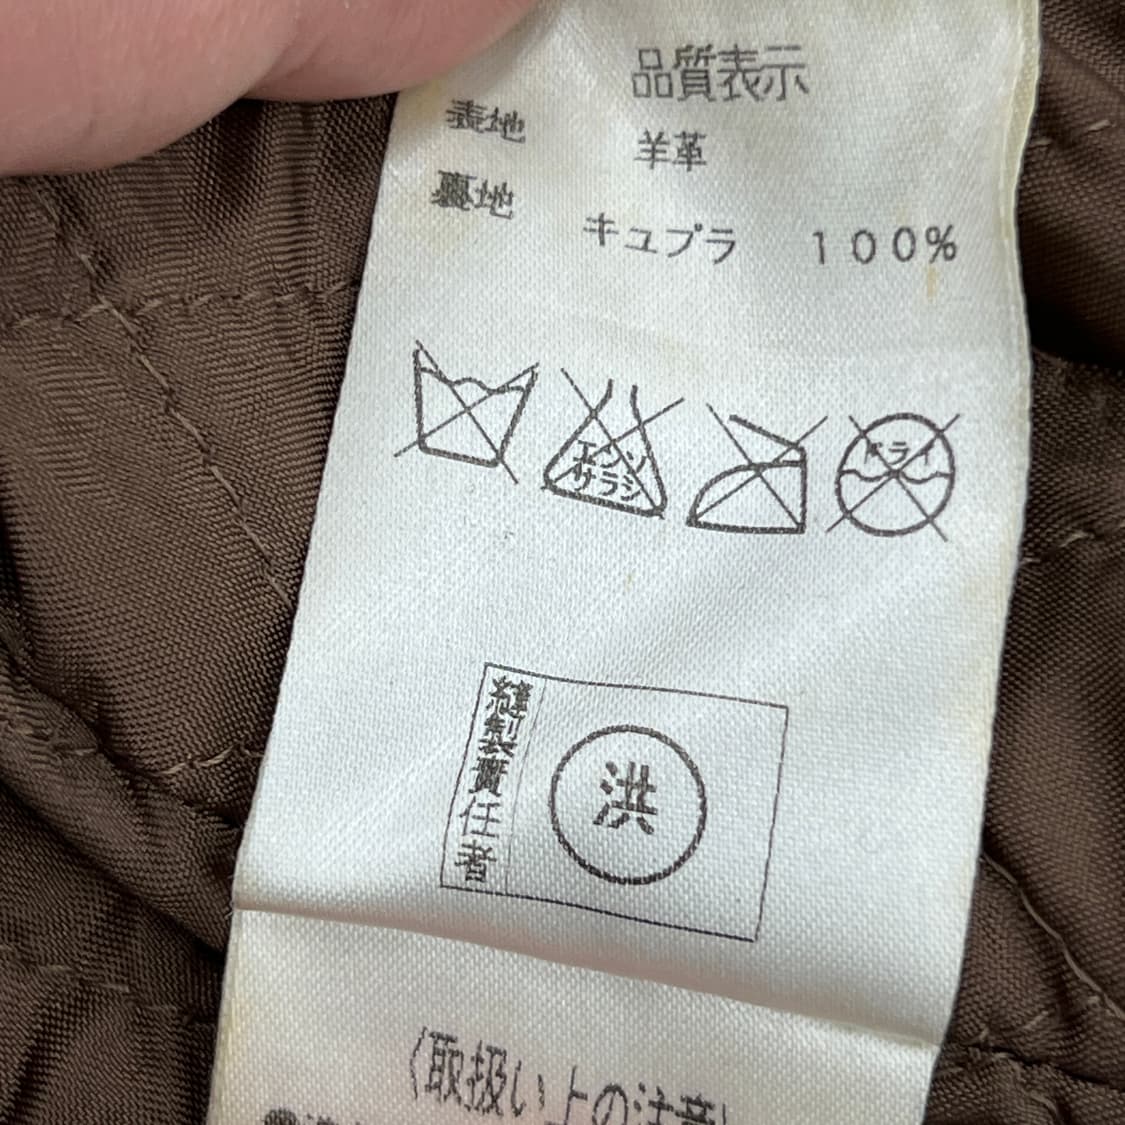 品質表示
表地 羊革
裏地 キュプラ 100%
エンソ
サラシ
ドライ
縫製責任者
洪
〈取扱い上の注意